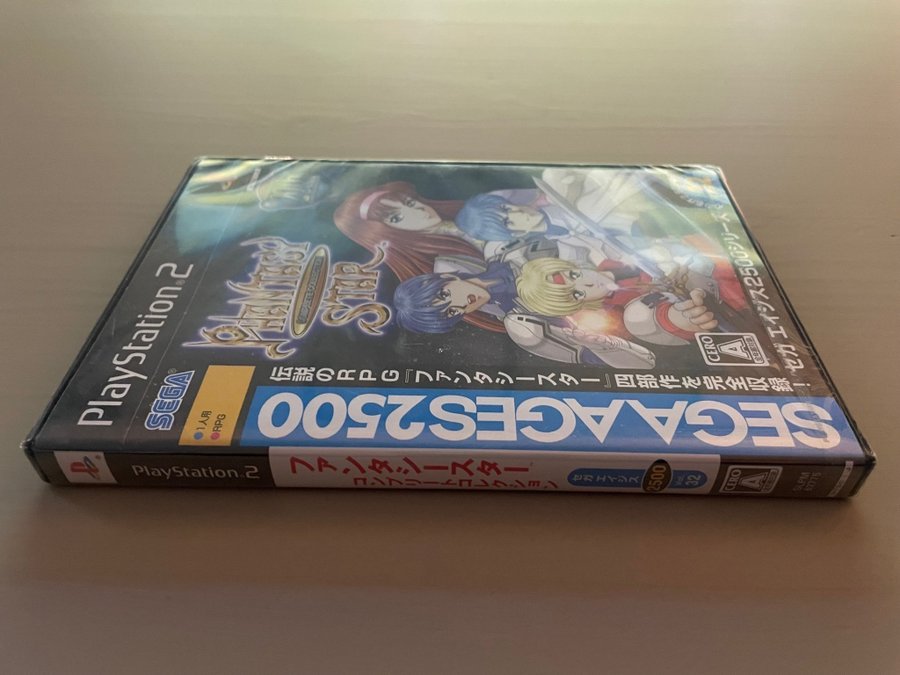 PlayStation®2
SEGA
1人用
RPG
PHANTASY
STAR
COMPLETE COLLECTION
CERO
A
伝説のRPG『ファンタシースター』四部作を完全収録!
SEGA AGES 2500
セガ エイジス2500シリーズ
PlayStation®2
ファンタシースター
コンプリートコレクション
セガ エイジス
2500
Vol.
32
CERO
A
SLPM
62775